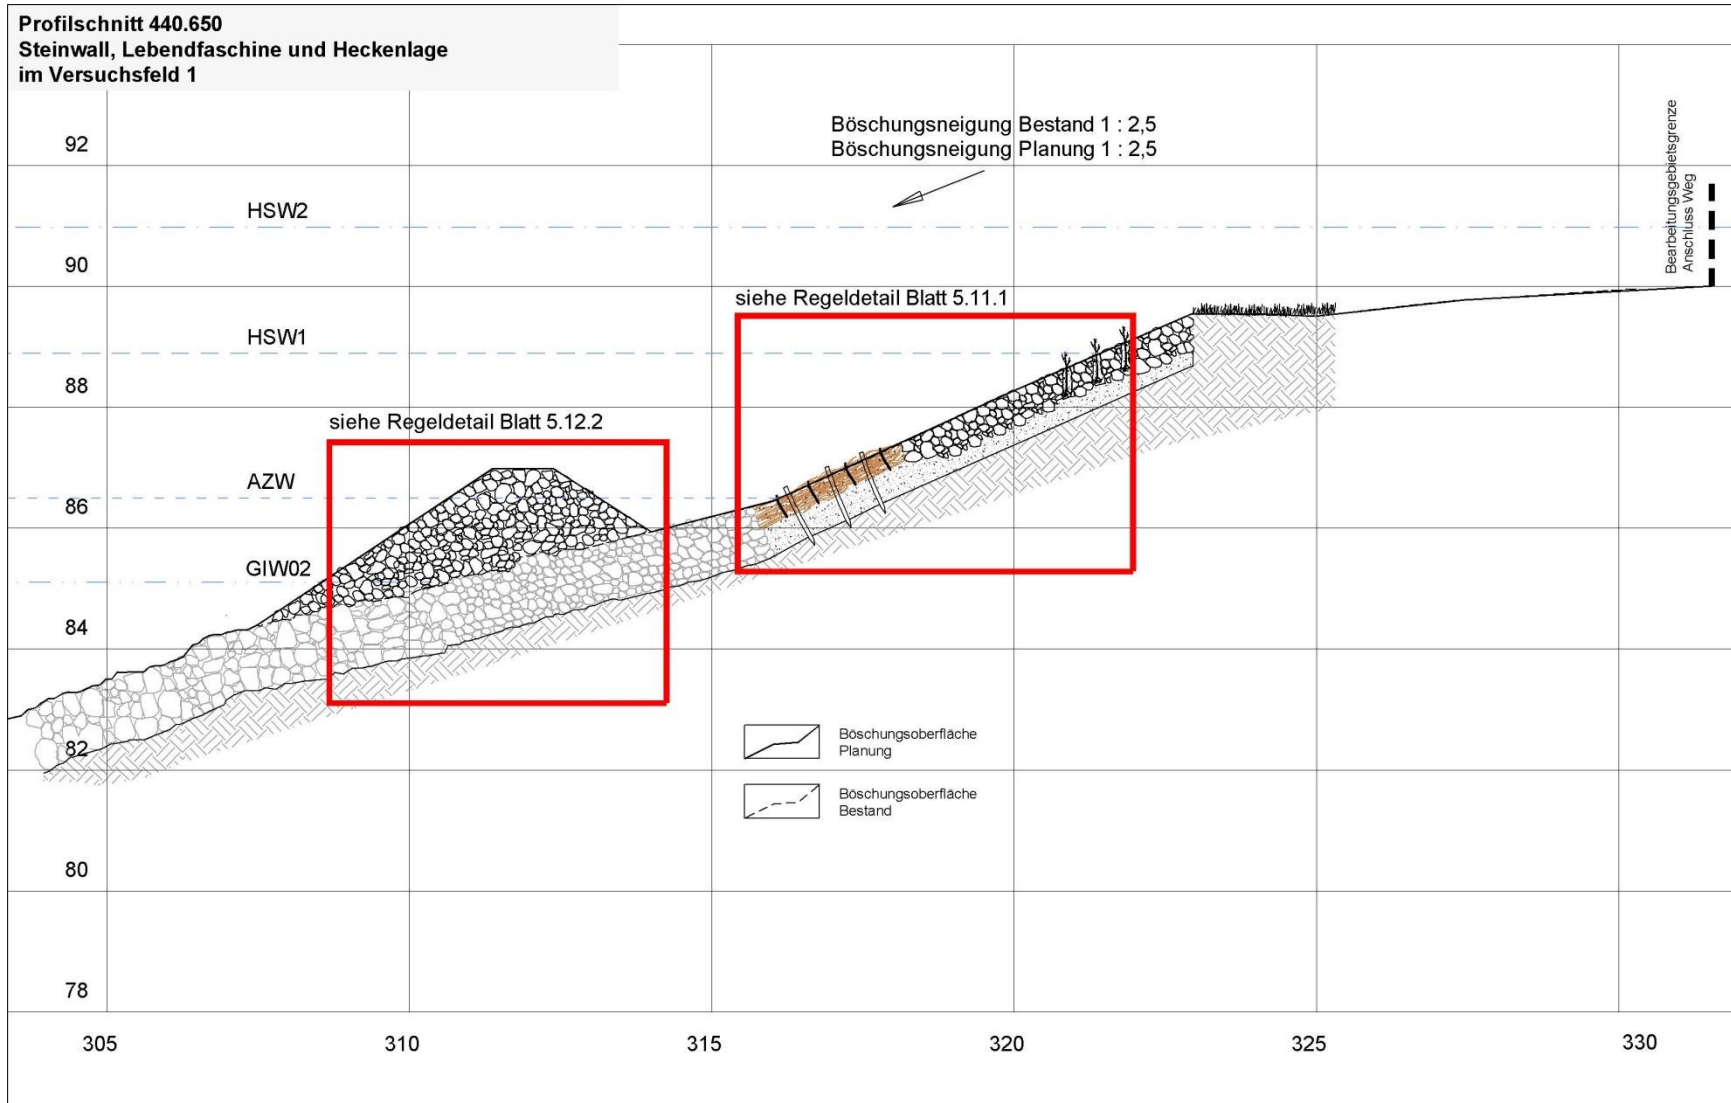 Profilschnitt 440.650
Steinwall, Lebendfaschine und Heckenlage
im Versuchsfeld 1
Böschungsneigung Bestand 1 : 2,5
Böschungsneigung Planung 1 : 2,5
Bearbeitungsgebietsgrenze
Anschluss Weg
92
HSW2
90
siehe Regeldetail Blatt 5.11.1
HSW1
88
siehe Regeldetail Blatt 5.12.2
AZW
86
GIW02
84
82
Böschungsoberfläche
Planung
Böschungsoberfläche
Bestand
80
78
305 310 315 320 325 330